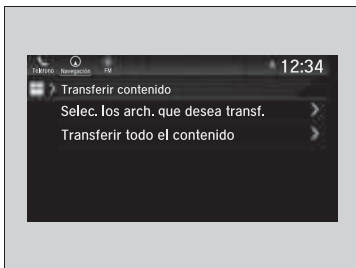 Teléfono Navegación FM 12:34
Transferir contenido
Selec. los arch. que desea transf.
Transferir todo el contenido